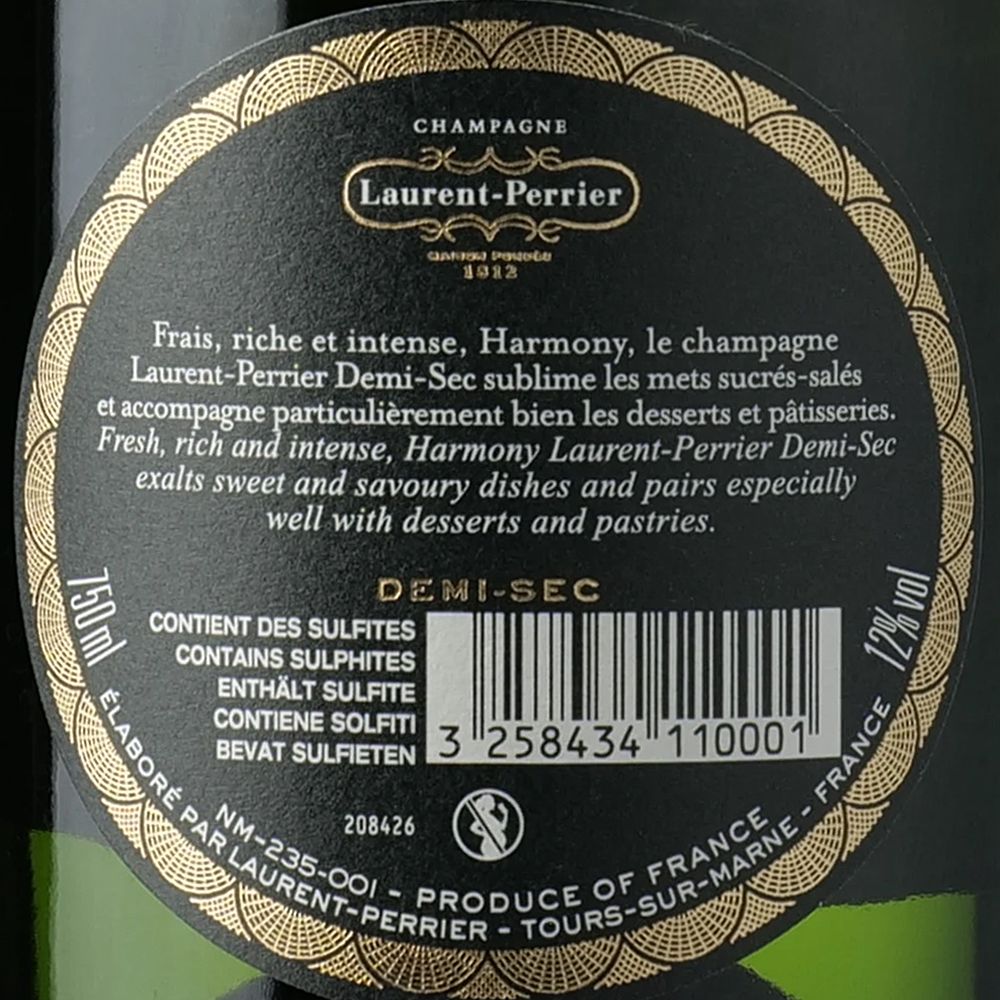 CHAMPAGNE
Laurent-Perrier
MAISON FONDÉE
1812
Frais, riche et intense, Harmony, le champagne
Laurent-Perrier Demi-Sec sublime les mets sucrés-salés
et accompagne particulièrement bien les desserts et pâtisseries.
Fresh, rich and intense, Harmony Laurent-Perrier Demi-Sec
exalts sweet and savoury dishes and pairs especially
well with desserts and pastries.
DEMI-SEC
750 ml
12% vol
CONTIENT DES SULFITES
CONTAINS SULPHITES
ENTHÄLT SULFITE
CONTIENE SOLFITI
BEVAT SULFIETEN
3 258434 110001
208426
NM-235-001 - PRODUCE OF FRANCE
ÉLABORÉ PAR LAURENT-PERRIER - TOURS-SUR-MARNE - FRANCE